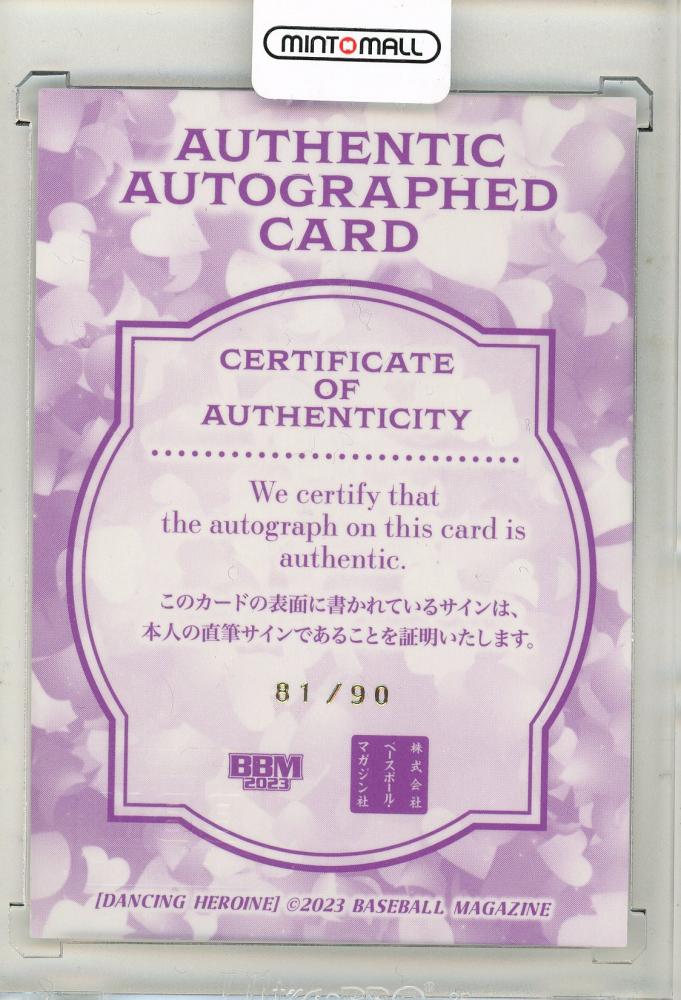 MINTOMALL
AUTHENTIC
AUTOGRAPHED
CARD
CERTIFICATE
OF
AUTHENTICITY
We certify that
the autograph on this card is
authentic.
このカードの表面に書かれているサインは、
本人の直筆サインであることを証明いたします。
81/90
BBM
2023
株式会社
ベースボール・
マガジン社
[DANCING HEROINE] ©2023 BASEBALL MAGAZINE